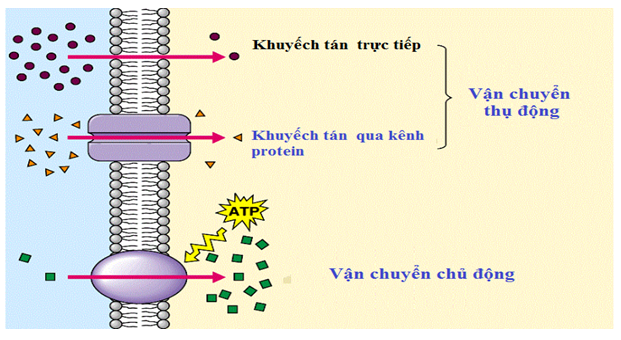 Khuyếch tán trực tiếp
Vận chuyển
thụ động
Khuyếch tán qua kênh
protein
ATP
Vận chuyển chủ động